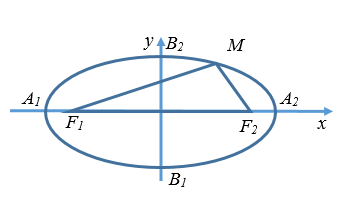 y B₂ M
A₁ A₂
F₁ F₂ x
B₁